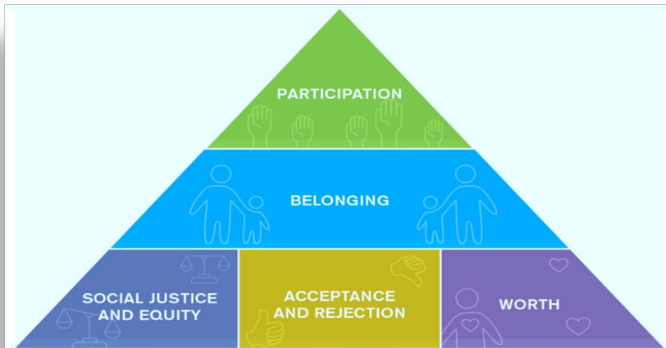 PARTICIPATION
BELONGING
SOCIAL JUSTICE
AND EQUITY
ACCEPTANCE
AND REJECTION
WORTH